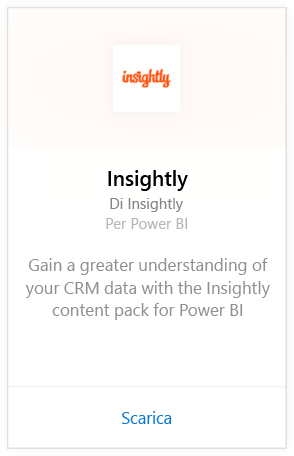 insightly
Insightly
Di Insightly
Per Power BI
Gain a greater understanding of
your CRM data with the Insightly
content pack for Power BI
Scarica